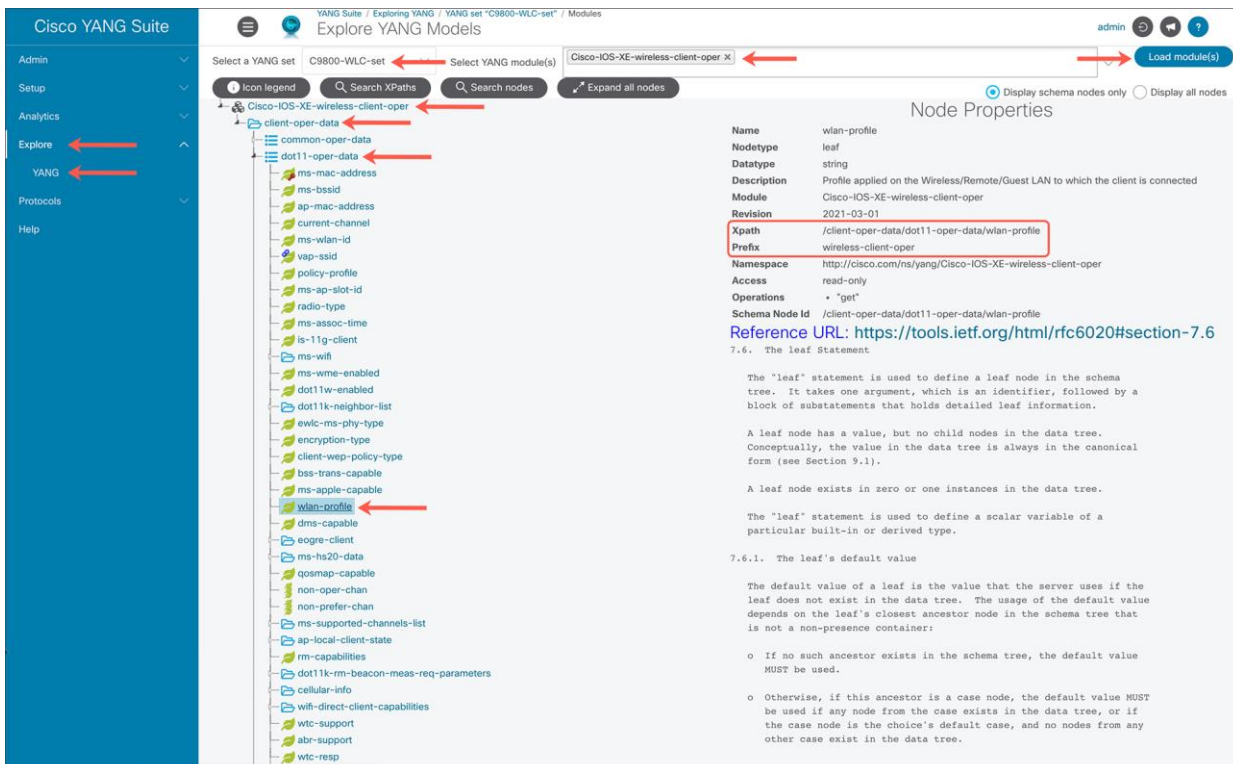 Cisco YANG Suite
Admin
Setup
Analytics
Explore
YANG
Protocols
Help
YANG Suite / Exploring YANG / YANG set "C9800-WLC-set" / Modules
Explore YANG Models
admin
?
Select a YANG set C9800-WLC-set Select YANG module(s) Cisco-IOS-XE-wireless-client-oper × Load module(s)
i Icon legend Search XPaths Search nodes Expand all nodes
Display schema nodes only Display all nodes
Cisco-IOS-XE-wireless-client-oper
client-oper-data
common-oper-data
dot11-oper-data
ms-mac-address
ms-bssid
ap-mac-address
current-channel
ms-wlan-id
vap-ssid
policy-profile
ms-ap-slot-id
radio-type
ms-assoc-time
is-11g-client
ms-wifi
ms-wme-enabled
dot11w-enabled
dot11k-neighbor-list
ewlc-ms-phy-type
encryption-type
client-wep-policy-type
bss-trans-capable
ms-apple-capable
wlan-profile
dms-capable
eogre-client
ms-hs20-data
qosmap-capable
non-oper-chan
non-prefer-chan
ms-supported-channels-list
ap-local-client-state
rm-capabilities
dot11k-rm-beacon-meas-req-parameters
cellular-info
wifi-direct-client-capabilities
wtc-support
abr-support
wtc-resp
Node Properties
Name wlan-profile
Nodetype leaf
Datatype string
Description Profile applied on the Wireless/Remote/Guest LAN to which the client is connected
Module Cisco-IOS-XE-wireless-client-oper
Revision 2021-03-01
Xpath /client-oper-data/dot11-oper-data/wlan-profile
Prefix wireless-client-oper
Namespace http://cisco.com/ns/yang/Cisco-IOS-XE-wireless-client-oper
Access read-only
Operations • "get"
Schema Node Id /client-oper-data/dot11-oper-data/wlan-profile
Reference URL: https://tools.ietf.org/html/rfc6020#section-7.6
7.6. The leaf Statement
The "leaf" statement is used to define a leaf node in the schema
tree. It takes one argument, which is an identifier, followed by a
block of substatements that holds detailed leaf information.
A leaf node has a value, but no child nodes in the data tree.
Conceptually, the value in the data tree is always in the canonical
form (see Section 9.1).
A leaf node exists in zero or one instances in the data tree.
The "leaf" statement is used to define a scalar variable of a
particular built-in or derived type.
7.6.1. The leaf's default value
The default value of a leaf is the value that the server uses if the
leaf does not exist in the data tree. The usage of the default value
depends on the leaf's closest ancestor node in the schema tree that
is not a non-presence container:
o If no such ancestor exists in the schema tree, the default value
MUST be used.
o Otherwise, if this ancestor is a case node, the default value MUST
be used if any node from the case exists in the data tree, or if
the case node is the choice's default case, and no nodes from any
other case exist in the data tree.